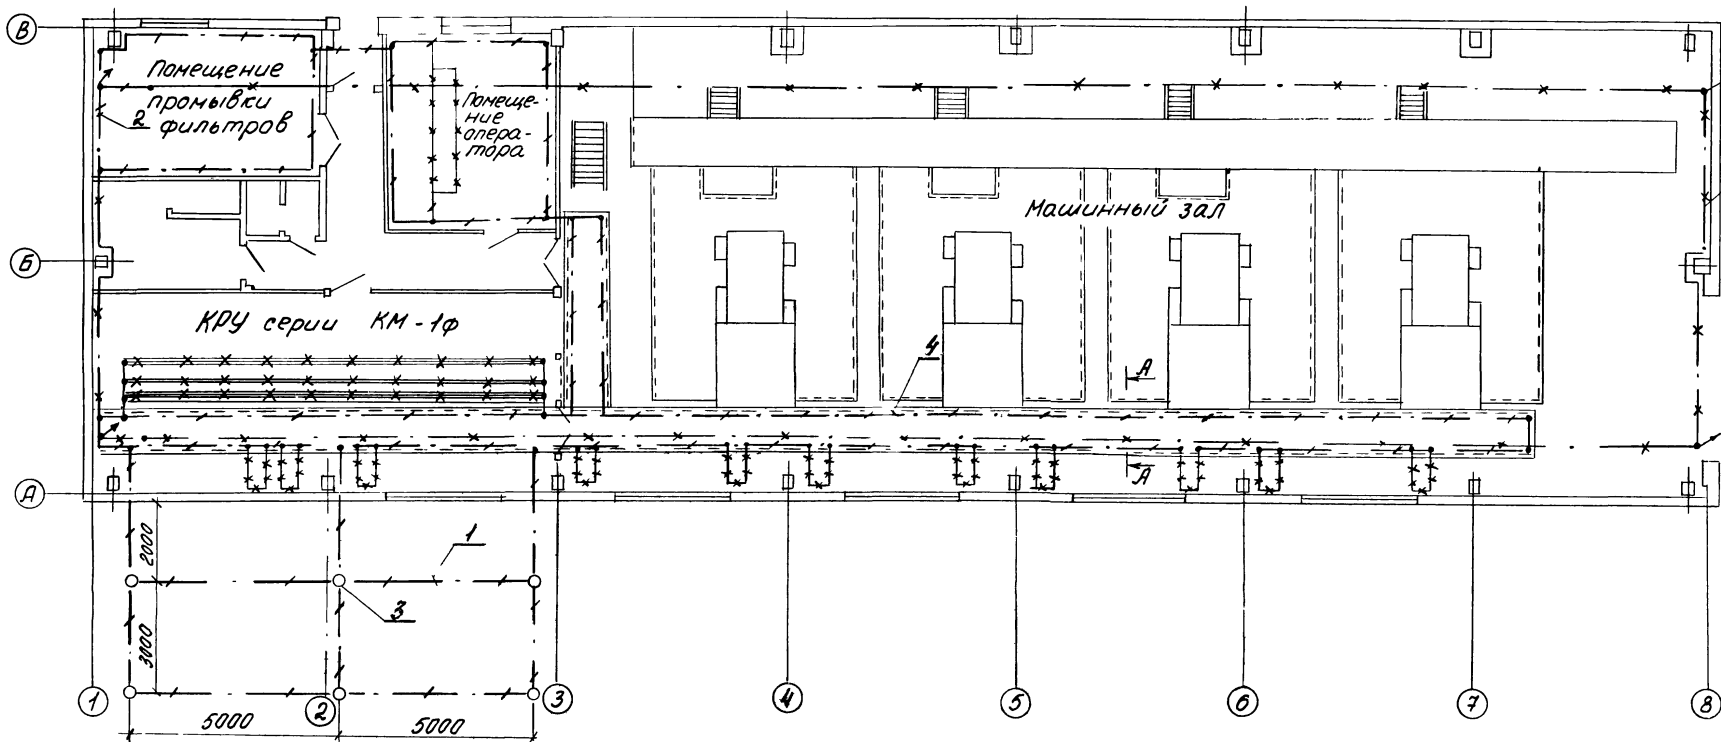 В
Помещение
промывки
2 фильтров
Помеще-
ние
опера-
тора
Машинный зал
Б
КРУ серии КМ-1ф
4
А
А
А
2000
1
3
3000
1
2
3
4
5
6
7
8
5000
5000